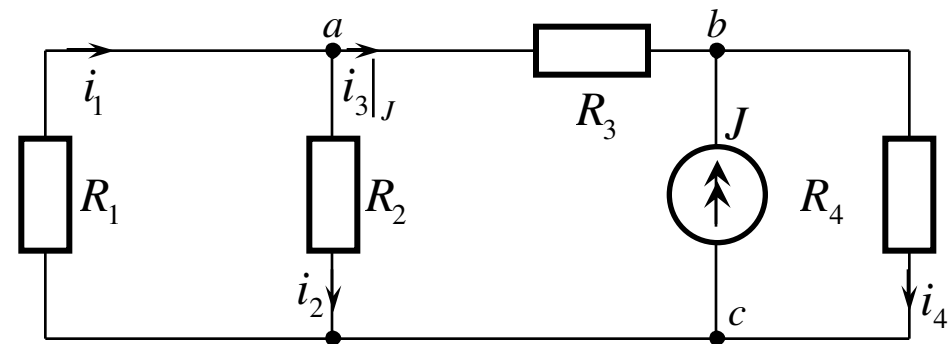 a b
i₁ i₃|J R₃ J
R₁ R₂ R₄
i₂ c i₄